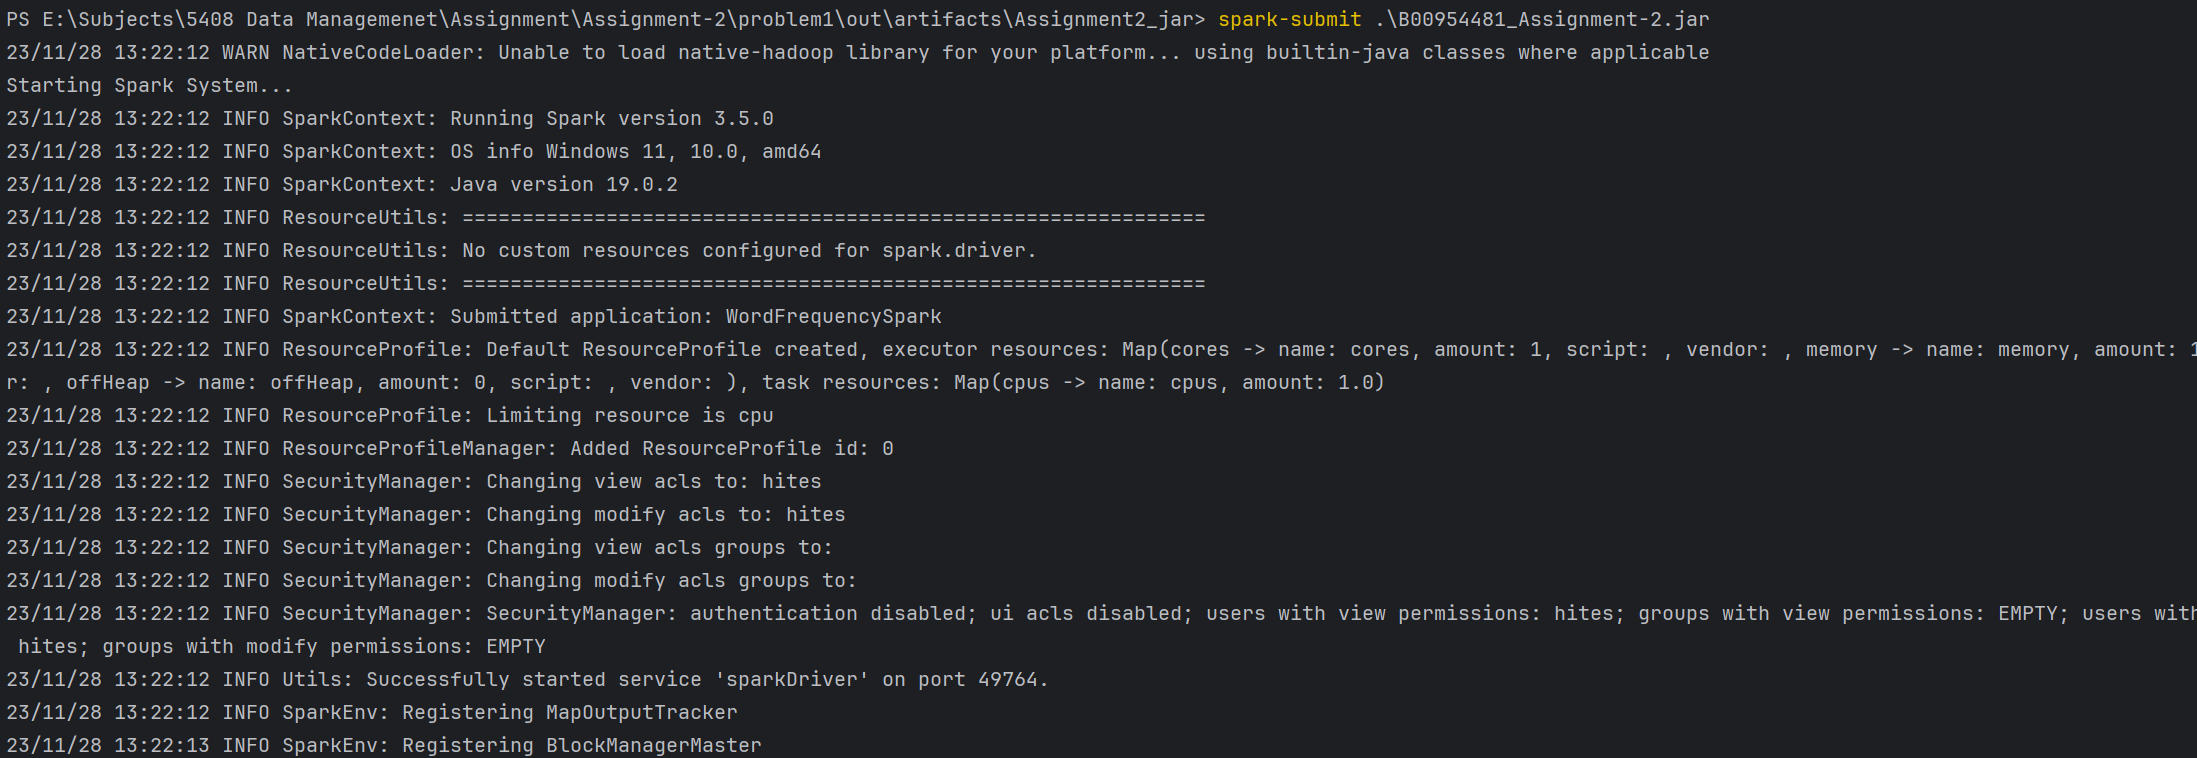 PS E:\Subjects\5408 Data Managemenet\Assignment\Assignment-2\problem1\out\artifacts\Assignment2_jar> spark-submit .\B00954481_Assignment-2.jar
23/11/28 13:22:12 WARN NativeCodeLoader: Unable to load native-hadoop library for your platform... using builtin-java classes where applicable
Starting Spark System...
23/11/28 13:22:12 INFO SparkContext: Running Spark version 3.5.0
23/11/28 13:22:12 INFO SparkContext: OS info Windows 11, 10.0, amd64
23/11/28 13:22:12 INFO SparkContext: Java version 19.0.2
23/11/28 13:22:12 INFO ResourceUtils: ==============================================================
23/11/28 13:22:12 INFO ResourceUtils: No custom resources configured for spark.driver.
23/11/28 13:22:12 INFO ResourceUtils: ==============================================================
23/11/28 13:22:12 INFO SparkContext: Submitted application: WordFrequencySpark
23/11/28 13:22:12 INFO ResourceProfile: Default ResourceProfile created, executor resources: Map(cores -> name: cores, amount: 1, script: , vendor: , memory -> name: memory, amount: 1
r: , offHeap -> name: offHeap, amount: 0, script: , vendor: ), task resources: Map(cpus -> name: cpus, amount: 1.0)
23/11/28 13:22:12 INFO ResourceProfile: Limiting resource is cpu
23/11/28 13:22:12 INFO ResourceProfileManager: Added ResourceProfile id: 0
23/11/28 13:22:12 INFO SecurityManager: Changing view acls to: hites
23/11/28 13:22:12 INFO SecurityManager: Changing modify acls to: hites
23/11/28 13:22:12 INFO SecurityManager: Changing view acls groups to:
23/11/28 13:22:12 INFO SecurityManager: Changing modify acls groups to:
23/11/28 13:22:12 INFO SecurityManager: SecurityManager: authentication disabled; ui acls disabled; users with view permissions: hites; groups with view permissions: EMPTY; users with
 hites; groups with modify permissions: EMPTY
23/11/28 13:22:12 INFO Utils: Successfully started service 'sparkDriver' on port 49764.
23/11/28 13:22:12 INFO SparkEnv: Registering MapOutputTracker
23/11/28 13:22:13 INFO SparkEnv: Registering BlockManagerMaster